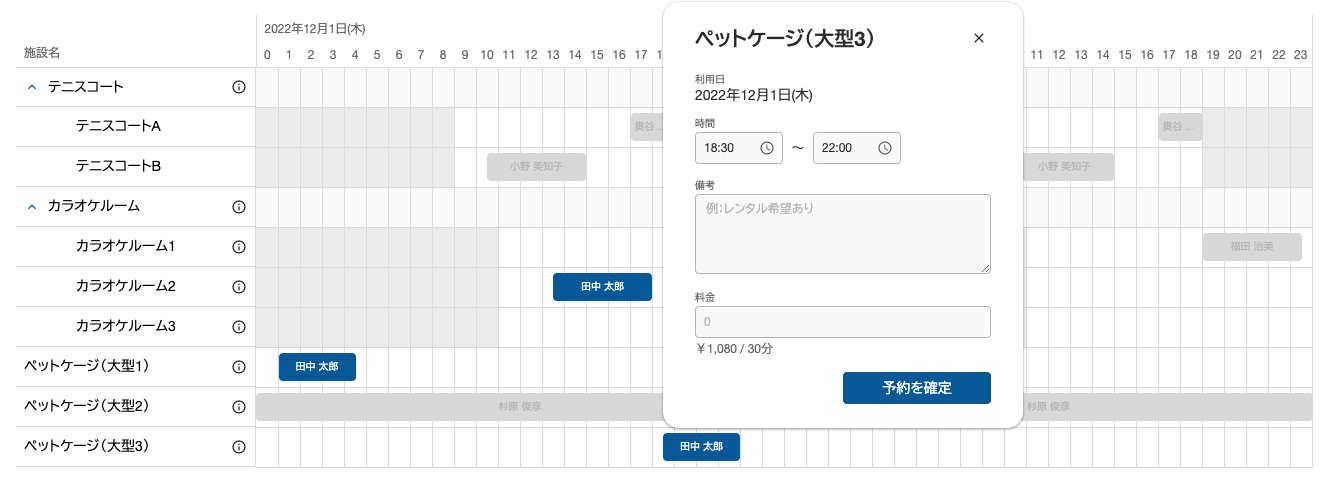 2022年12月1日(木)
施設名
0 1 2 3 4 5 6 7 8 9 10 11 12 13 14 15 16 17 1
11 12 13 14 15 16 17 18 19 20 21 22 23
テニスコート
テニスコートA
奥谷 ...
奥谷 ...
テニスコートB
小野 美知子
小野 美知子
カラオケルーム
カラオケルーム1
福田 治美
カラオケルーム2
田中 太郎
カラオケルーム3
ペットケージ（大型1）
田中 太郎
ペットケージ（大型2）
杉原 俊彦
杉原 俊彦
ペットケージ（大型3）
田中 太郎
ペットケージ（大型3）
利用日
2022年12月1日(木)
時間
18:30 〜 22:00
備考
例：レンタル希望あり
料金
0
￥1,080 / 30分
予約を確定